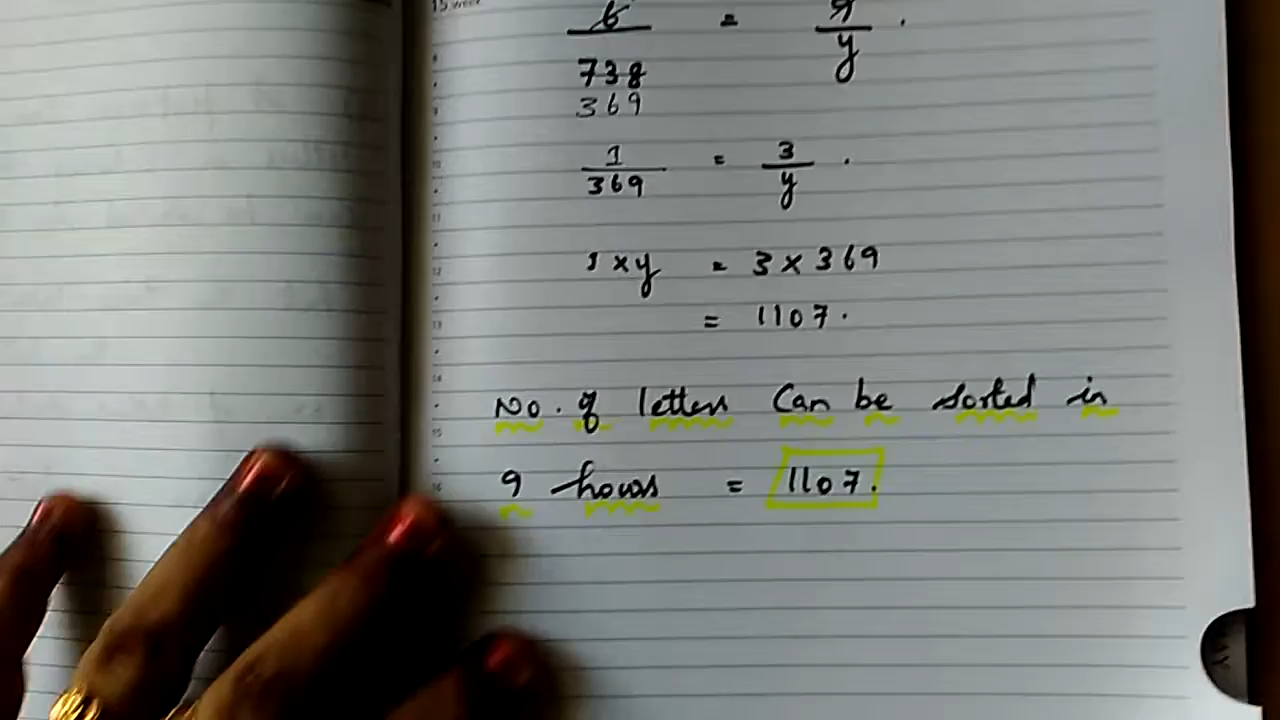 15 week
6 = 9
738 y
369
1 = 3 .
369 y
1 x y = 3 x 369
= 1107.
No. of letters can be sorted in
9 hours = 1107.